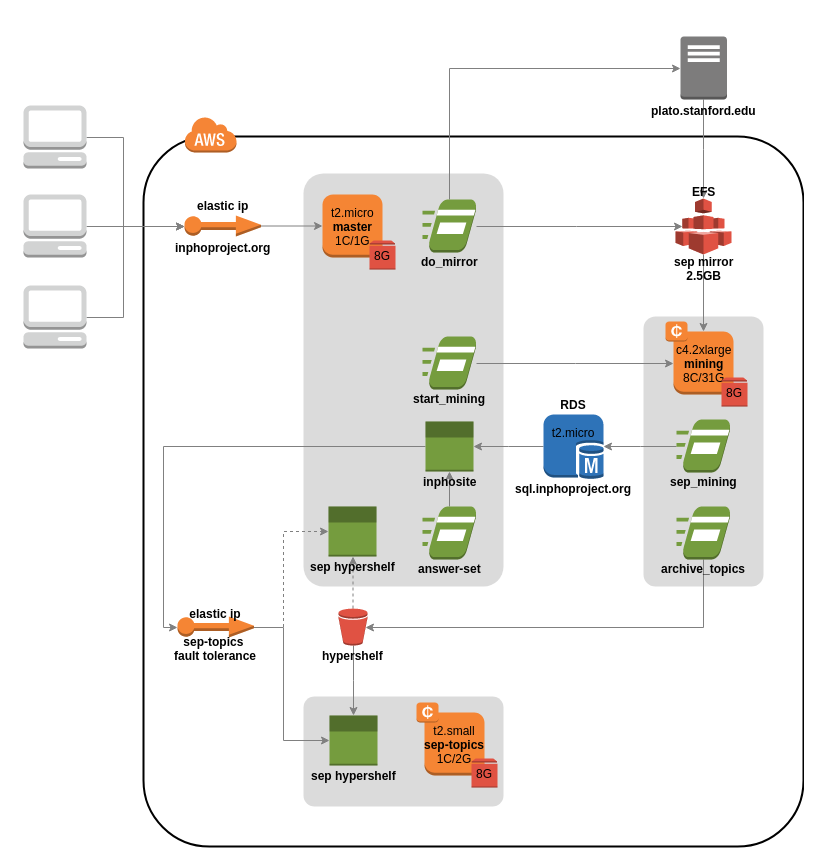 plato.stanford.edu
AWS
elastic ip
inphoproject.org
t2.micro
master
1C/1G
8G
do_mirror
EFS
sep mirror
2.5GB
start_mining
₵
c4.2xlarge
mining
8C/31G
8G
RDS
t2.micro
M
sql.inphoproject.org
inphosite
sep_mining
sep hypershelf
answer-set
archive_topics
elastic ip
sep-topics
fault tolerance
hypershelf
sep hypershelf
₵
t2.small
sep-topics
1C/2G
8G